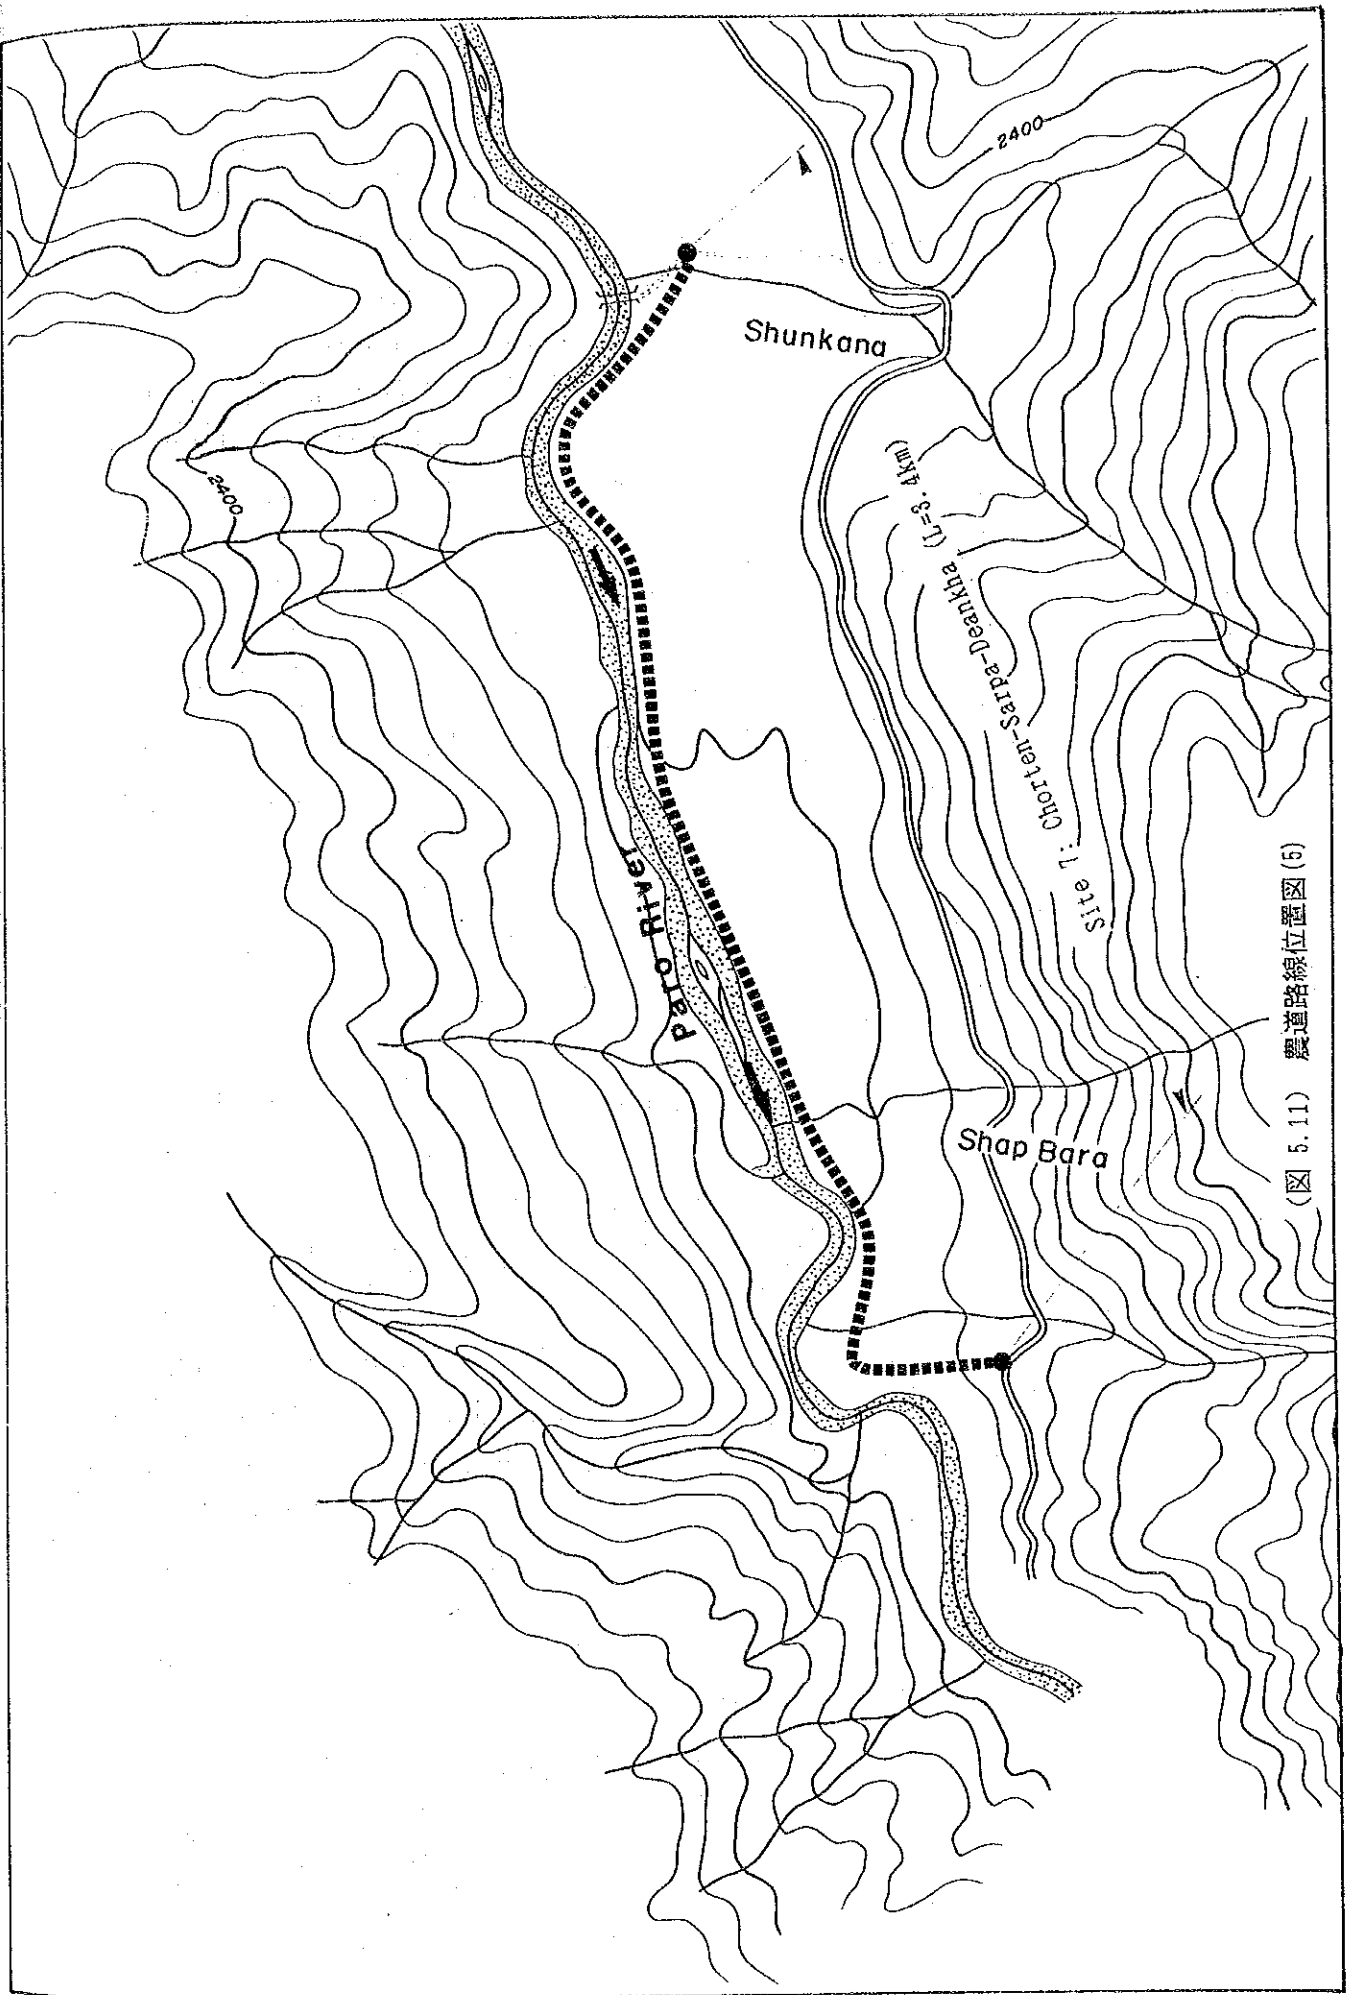 2400
Shunkana
2400
Site 7: Chorten-Sarpa-Deankha (L=3.4km)
Paro River
Shap Bara
(図 5.11) 農道路線位置図(5)